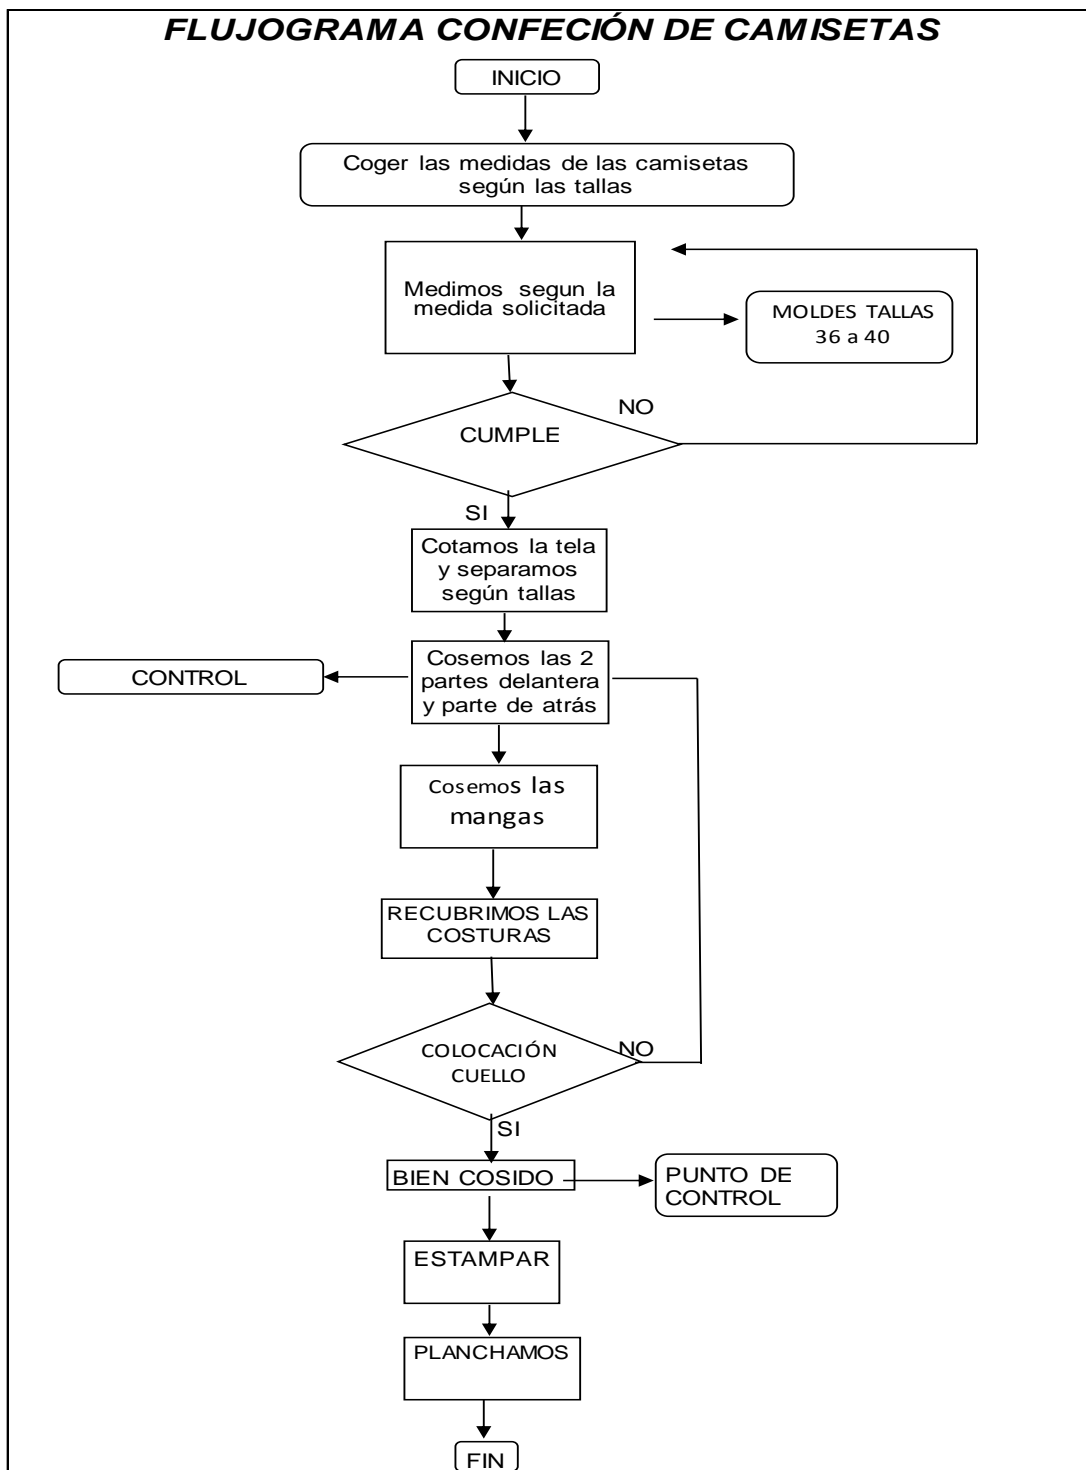 FLUJOGRAMA CONFECIÓN DE CAMISETAS
INICIO
Coger las medidas de las camisetas
según las tallas
Medimos segun la
medida solicitada
MOLDES TALLAS
36 a 40
NO
CUMPLE
SI
Cotamos la tela
y separamos
según tallas
Cosemos las 2
partes delantera
y parte de atrás
CONTROL
Cosemos las
mangas
RECUBRIMOS LAS
COSTURAS
COLOCACIÓN
CUELLO
NO
SI
BIEN COSIDO
PUNTO DE
CONTROL
ESTAMPAR
PLANCHAMOS
FIN